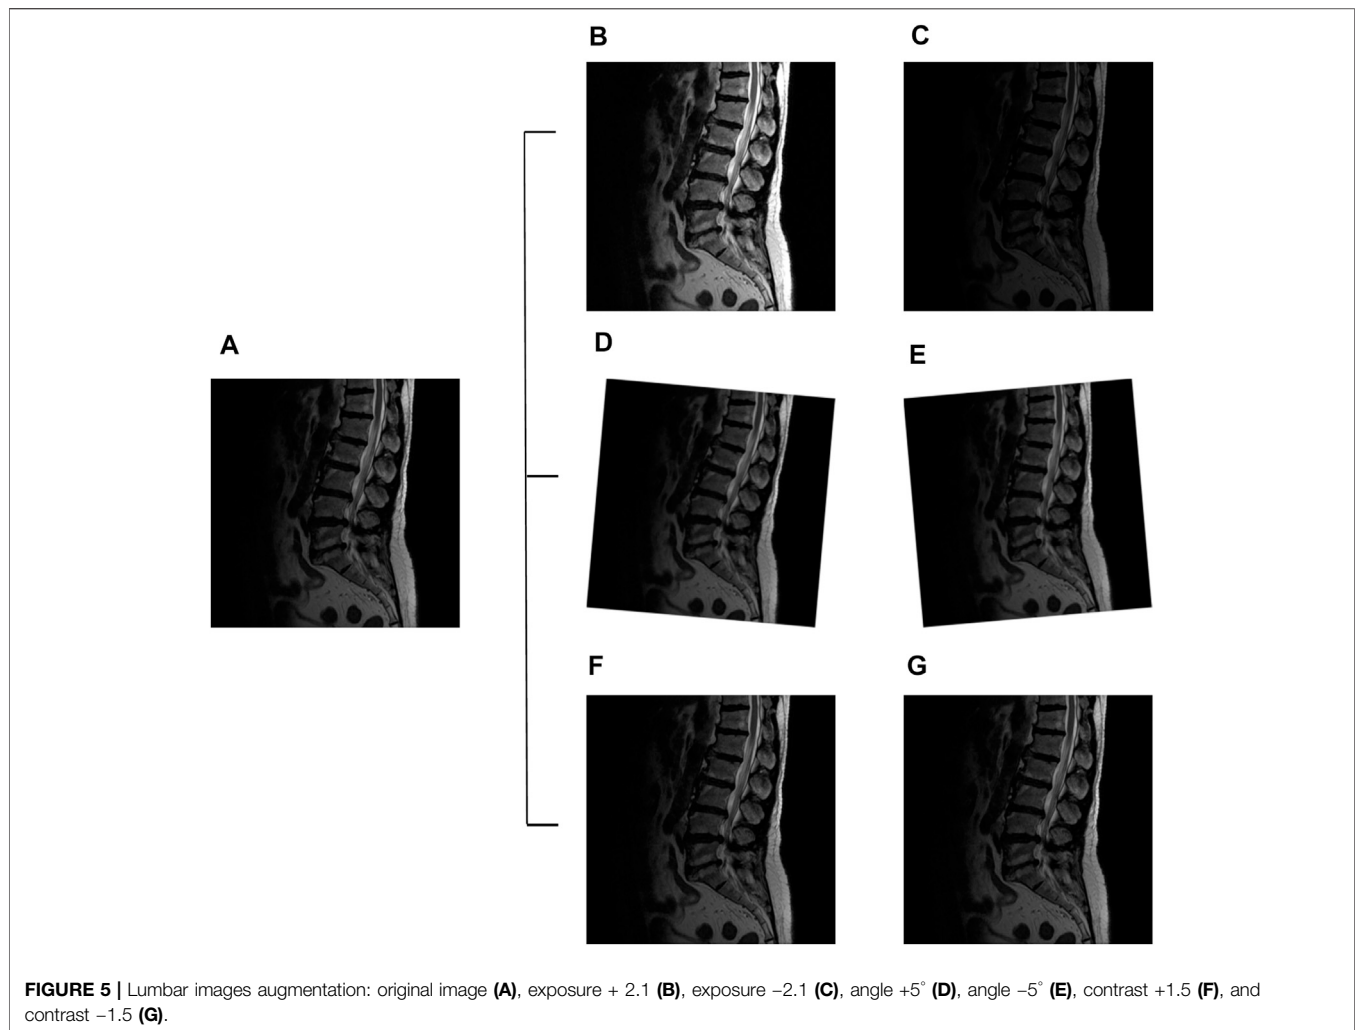 B
C
A
D
E
F
G
FIGURE 5 | Lumbar images augmentation: original image (A), exposure + 2.1 (B), exposure −2.1 (C), angle +5° (D), angle −5° (E), contrast +1.5 (F), and
contrast −1.5 (G).